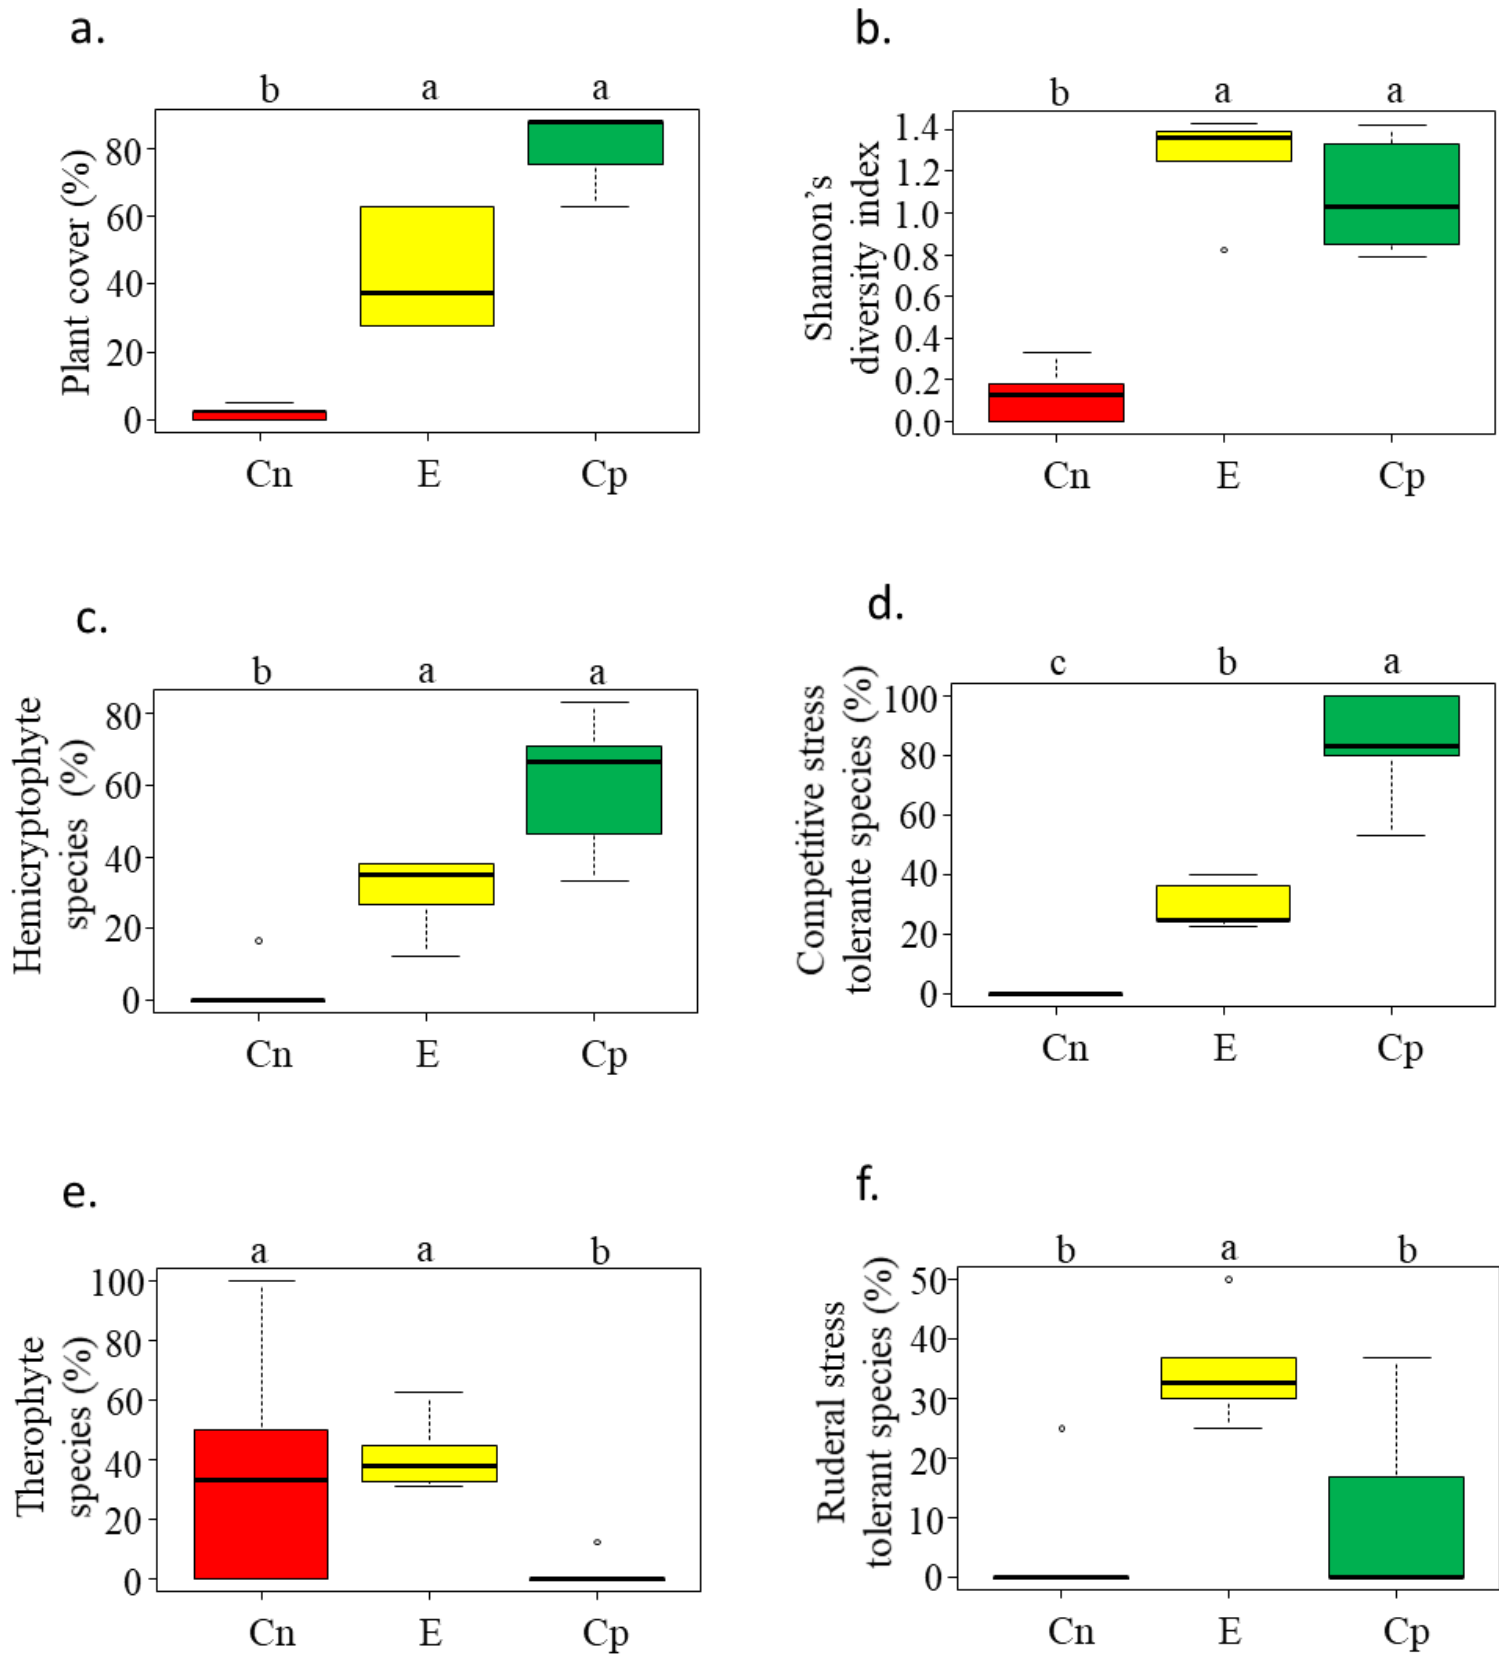 a.
b a a
Plant cover (%)
80
60
40
20
0
Cn E Cp
b.
b a a
Shannon’s
diversity index
1.4
1.2
1.0
0.8
0.6
0.4
0.2
0.0
Cn E Cp
c.
b a a
Hemicryptophyte
species (%)
80
60
40
20
0
Cn E Cp
d.
c b a
Competitive stress
tolerante species (%)
100
80
60
40
20
0
Cn E Cp
e.
a a b
Therophyte
species (%)
100
80
60
40
20
0
Cn E Cp
f.
b a b
Ruderal stress
tolerant species (%)
50
40
30
20
10
0
Cn E Cp